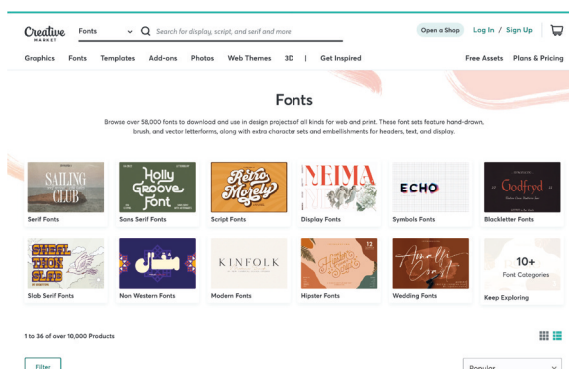 Creative
MARKET
Fonts
Search for display, script, and serif and more
Open a Shop
Log In / Sign Up
Graphics Fonts Templates Add-ons Photos Web Themes 3D | Get Inspired
Free Assets Plans & Pricing
Fonts
Browse over 58,000 fonts to download and use in design projectsof all kinds for web and print. These font sets feature hand-drawn,
brush, and vector letterforms, along with extra character sets and embellishments for headers, text, and display.
SAILING
CLUB
Holly
Groove
Font
Retro
Morely
NEIMA
ECHO
Godfryd
Serif Fonts
Sans Serif Fonts
Script Fonts
Display Fonts
Symbols Fonts
Blackletter Fonts
SLAB
مقال
KINFOLK
12
Amalfi
Coast
10+
Font Categories
Slab Serif Fonts
Non Western Fonts
Modern Fonts
Hipster Fonts
Wedding Fonts
Keep Exploring
1 to 36 of over 10,000 Products
Filter
Popular